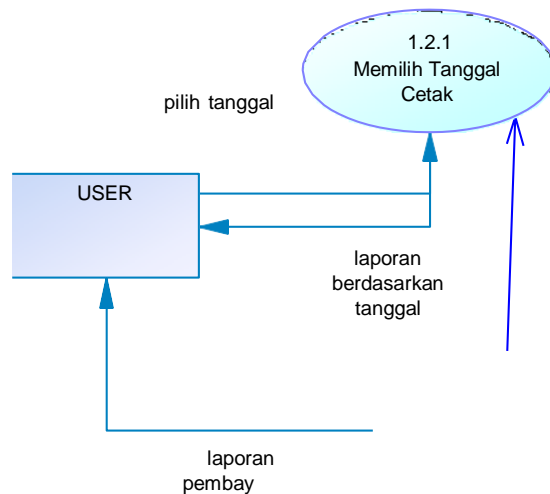 1.2.1
Memilih Tanggal
Cetak
pilih tanggal
USER
laporan
berdasarkan
tanggal
laporan
pembay